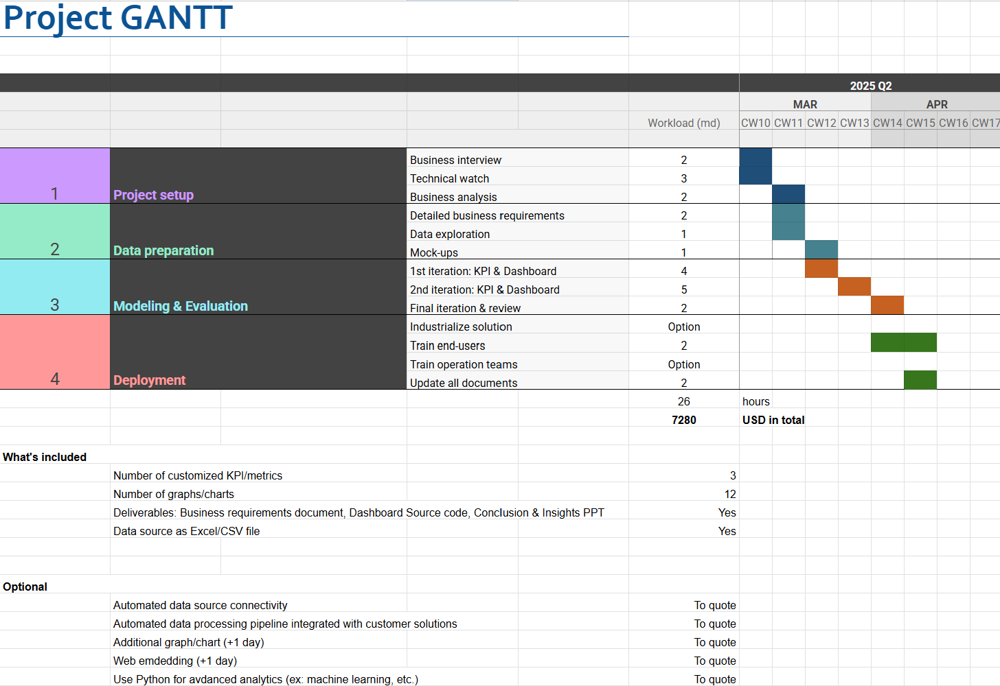 Project GANTT
2025 Q2
MAR APR
Workload (md) CW10 CW11 CW12 CW13 CW14 CW15 CW16 CW17
Business interview 2
Technical watch 3
1 Project setup Business analysis 2
Detailed business requirements 2
Data exploration 1
2 Data preparation Mock-ups 1
1st iteration: KPI & Dashboard 4
2nd iteration: KPI & Dashboard 5
3 Modeling & Evaluation Final iteration & review 2
Industrialize solution Option
Train end-users 2
Train operation teams Option
4 Deployment Update all documents 2
26 hours
7280 USD in total
What's included
Number of customized KPI/metrics 3
Number of graphs/charts 12
Deliverables: Business requirements document, Dashboard Source code, Conclusion & Insights PPT Yes
Data source as Excel/CSV file Yes
Optional
Automated data source connectivity To quote
Automated data processing pipeline integrated with customer solutions To quote
Additional graph/chart (+1 day) To quote
Web emdedding (+1 day) To quote
Use Python for avdanced analytics (ex: machine learning, etc.) To quote